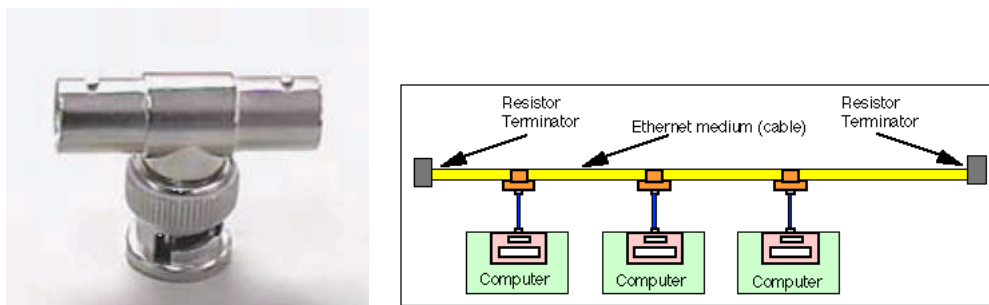 Resistor
Terminator
Ethernet medium (cable)
Resistor
Terminator
Computer
Computer
Computer